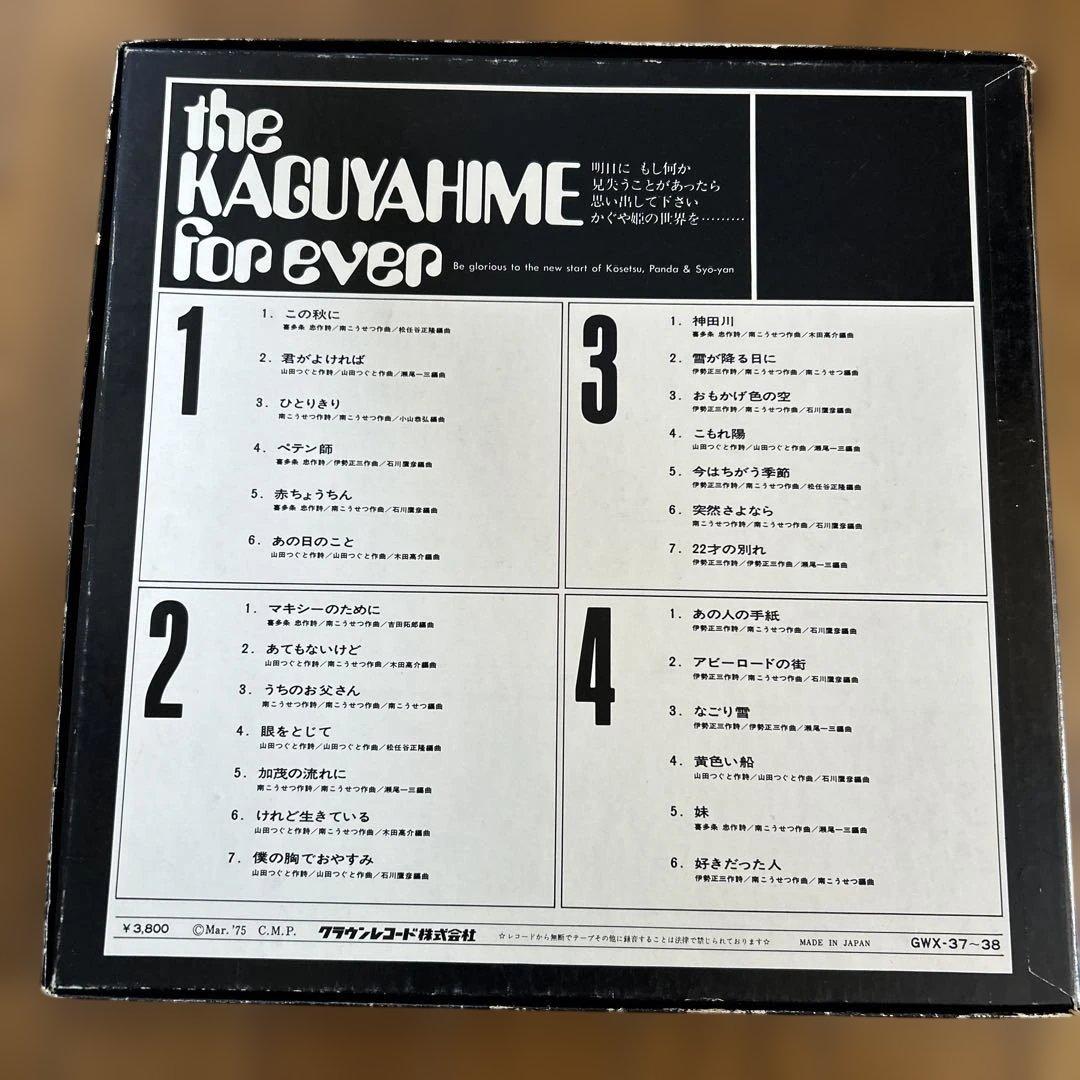 the
KAGUYAHIME
for ever
明日に もし何か
見失うことがあったら
思い出して下さい
かぐや姫の世界を………
Be glorious to the new start of Kōsetsu, Panda & Syō-yan
1
1. この秋に
喜多条 忠作詩／南こうせつ作曲／松任谷正隆編曲
2. 君がよければ
山田つぐと作詩／山田つぐと作曲／瀬尾一三編曲
3. ひとりきり
南こうせつ作詩／南こうせつ作曲／小山恭弘編曲
4. ペテン師
喜多条 忠作詩／伊勢正三作曲／石川鷹彦編曲
5. 赤ちょうちん
喜多条 忠作詩／南こうせつ作曲／石川鷹彦編曲
6. あの日のこと
山田つぐと作詩／山田つぐと作曲／木田高介編曲
2
1. マキシーのために
喜多条 忠作詩／南こうせつ作曲／吉田拓郎編曲
2. あてもないけど
山田つぐと作詩／南こうせつ作曲／木田高介編曲
3. うちのお父さん
南こうせつ作詩／南こうせつ作曲／南こうせつ編曲
4. 眼をとじて
山田つぐと作詩／山田つぐと作曲／松任谷正隆編曲
5. 加茂の流れに
南こうせつ作詩／南こうせつ作曲／瀬尾一三編曲
6. けれど生きている
山田つぐと作詩／南こうせつ作曲／木田高介編曲
7. 僕の胸でおやすみ
山田つぐと作詩／山田つぐと作曲／石川鷹彦編曲
3
1. 神田川
喜多条 忠作詩／南こうせつ作曲／木田高介編曲
2. 雪が降る日に
伊勢正三作詩／南こうせつ作曲／南こうせつ編曲
3. おもかげ色の空
伊勢正三作詩／南こうせつ作曲／石川鷹彦編曲
4. こもれ陽
山田つぐと作詩／山田つぐと作曲／瀬尾一三編曲
5. 今はちがう季節
伊勢正三作詩／南こうせつ作曲／松任谷正隆編曲
6. 突然さよなら
南こうせつ作詩／南こうせつ作曲／石川鷹彦編曲
7. 22才の別れ
伊勢正三作詩／伊勢正三作曲／瀬尾一三編曲
4
1. あの人の手紙
伊勢正三作詩／南こうせつ作曲／石川鷹彦編曲
2. アビーロードの街
伊勢正三作詩／南こうせつ作曲／石川鷹彦編曲
3. なごり雪
伊勢正三作詩／伊勢正三作曲／瀬尾一三編曲
4. 黄色い船
山田つぐと作詩／山田つぐと作曲／石川鷹彦編曲
5. 妹
喜多条 忠作詩／南こうせつ作曲／瀬尾一三編曲
6. 好きだった人
伊勢正三作詩／南こうせつ作曲／南こうせつ編曲
￥3,800 ©Mar. '75 C.M.P. クラウンレコード株式会社 ☆レコードから無断でテープその他に録音することは法律で禁じられております☆ MADE IN JAPAN GWX-37〜38